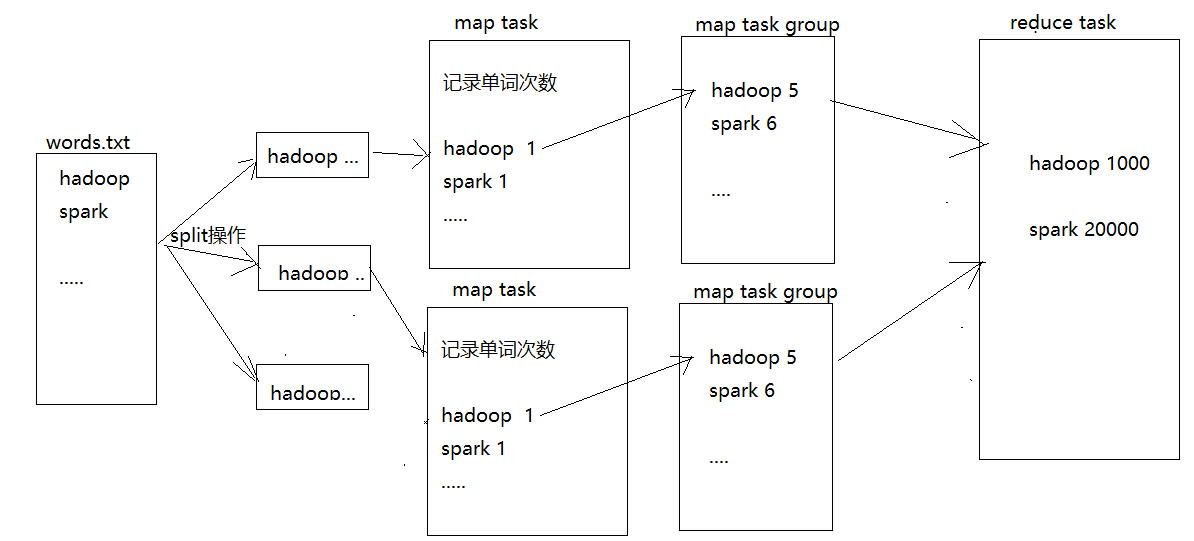 words.txt
hadoop
spark
.....
split操作
hadoop ...
hadoop ..
hadoop...
map task
记录单词次数
hadoop 1
spark 1
.....
map task group
hadoop 5
spark 6
....
map task
记录单词次数
hadoop 1
spark 1
.....
map task group
hadoop 5
spark 6
....
reduce task
hadoop 1000
spark 20000